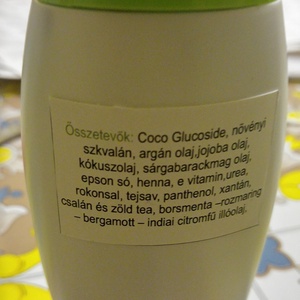 Összetevők: Coco Glucoside, növényi
szkvalán, argán olaj,jojoba olaj,
kókuszolaj, sárgabarackmag olaj,
epson só, henna, e vitamin,urea,
rokonsal, tejsav, panthenol, xantán,
csalán és zöld tea, borsmenta –rozmaring
– bergamott – indiai citromfű illóolaj,